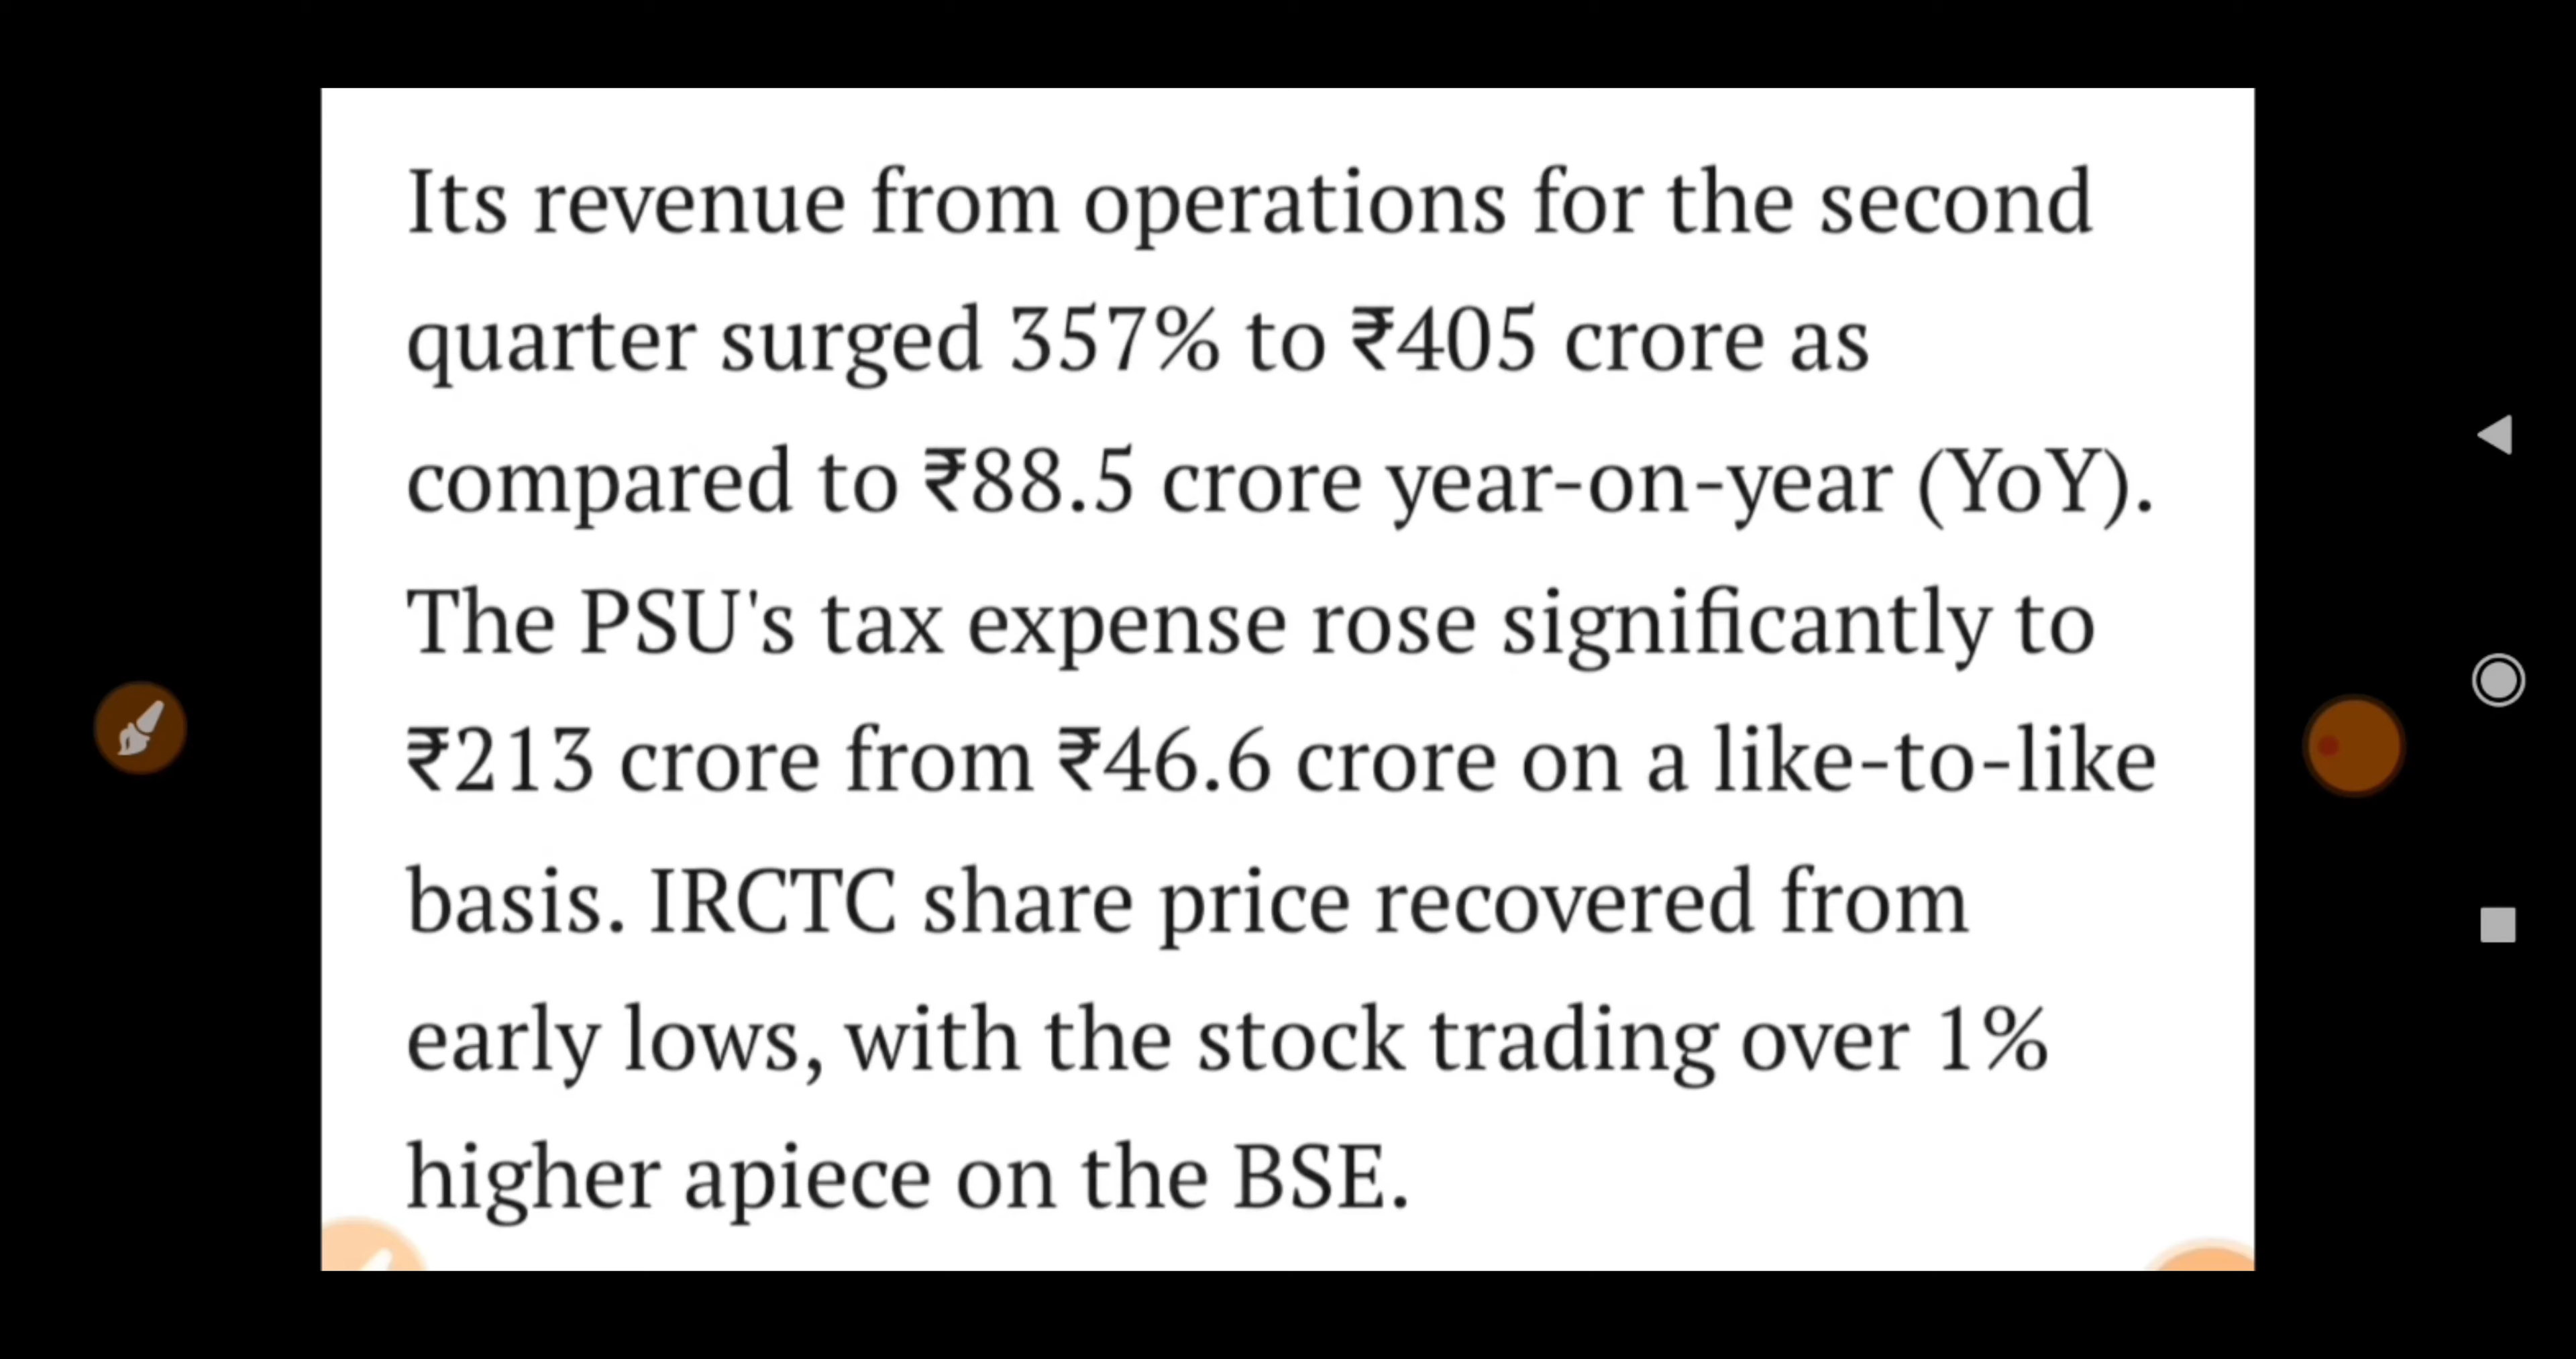 Its revenue from operations for the second
quarter surged 357% to ₹405 crore as
compared to ₹88.5 crore year-on-year (YoY).
The PSU's tax expense rose significantly to
₹213 crore from ₹46.6 crore on a like-to-like
basis. IRCTC share price recovered from
early lows, with the stock trading over 1%
higher apiece on the BSE.